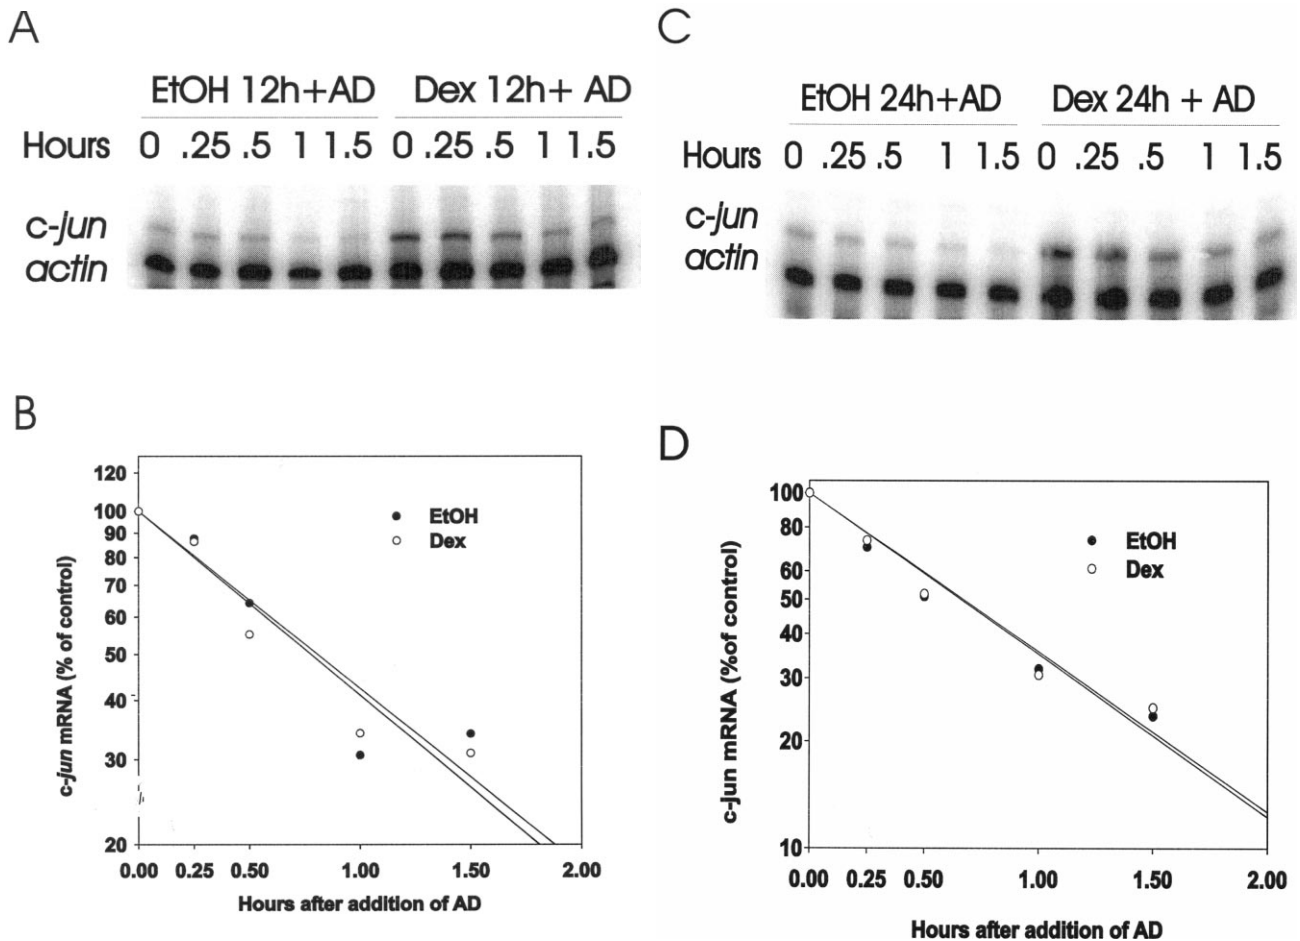 A
EtOH 12h+AD Dex 12h+ AD
Hours 0 .25 .5 1 1.5 0 .25 .5 1 1.5
c-jun
actin
C
EtOH 24h+AD Dex 24h + AD
Hours 0 .25 .5 1 1.5 0 .25 .5 1 1.5
c-jun
actin
B
c-jun mRNA (% of control)
120
100
90
80
70
60
50
40
30
20
EtOH
Dex
0.00 0.25 0.50 1.00 1.50 2.00
Hours after addition of AD
D
c-jun mRNA (%of control)
100
80
60
50
40
30
20
10
EtOH
Dex
0.00 0.25 0.50 1.00 1.50 2.00
Hours after addition of AD